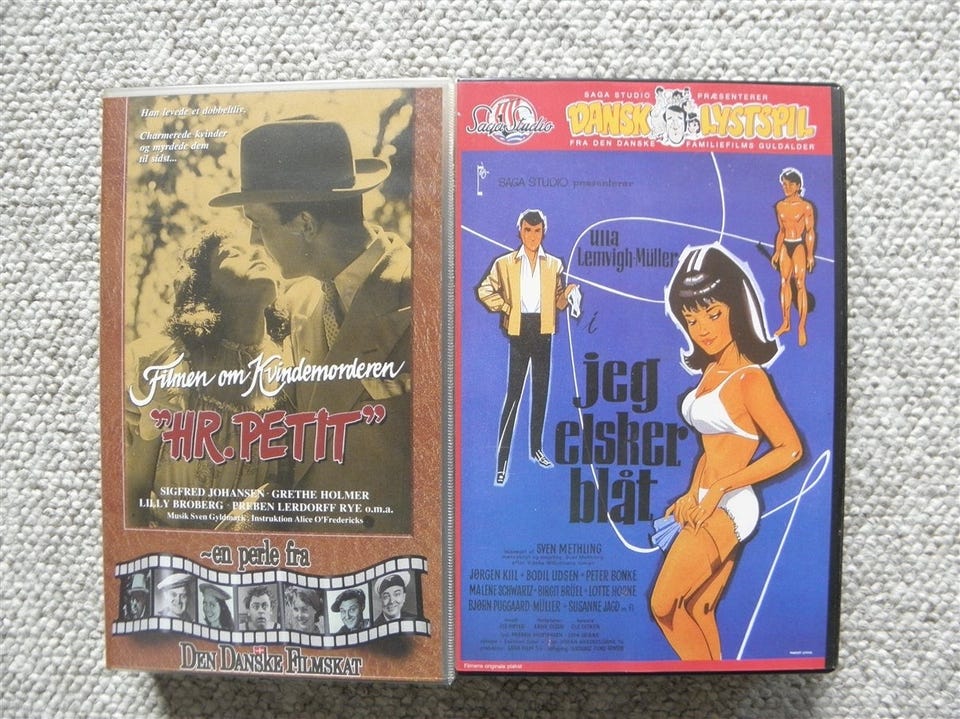 Han levede et dobbeltliv.
Charmerede kvinder
og myrdede dem
til sidst...
Filmen om Kvindemorderen
"HR. PETIT"
SIGFRED JOHANSEN · GRETHE HOLMER
LILLY BROBERG · PREBEN LERDORFF RYE o.m.a.
Musik Sven Gyldmark. Instruktion Alice O'Fredericks
~en perle fra
DEN DANSKE FILMSKAT
Saga Studio
SAGA STUDIO PRÆSENTERER
DANSK LYSTSPIL
FRA DEN DANSKE FAMILIEFILMS GULDALDER
SAGA STUDIO præsenterer
Ulla
Lemvigh-Müller
i
jeg
elsker
blåt
SVEN METHLING
JØRGEN KIIL · BODIL UDSEN · PETER BONKE
MALENE SCHWARTZ · BIRGIT BRÜEL · LOTTE HORNE
BJØRN PUGGAARD MÜLLER · SUSANNE JAGD
Filmens originale plakat